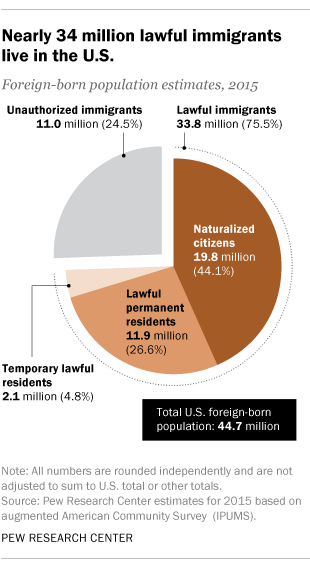 Nearly 34 million lawful immigrants
live in the U.S.
Foreign-born population estimates, 2015
Unauthorized immigrants
11.0 million (24.5%)
Lawful immigrants
33.8 million (75.5%)
Naturalized
citizens
19.8 million
(44.1%)
Lawful
permanent
residents
11.9 million
(26.6%)
Temporary lawful
residents
2.1 million (4.8%)
Total U.S. foreign-born
population: 44.7 million
Note: All numbers are rounded independently and are not
adjusted to sum to U.S. total or other totals.
Source: Pew Research Center estimates for 2015 based on
augmented American Community Survey (IPUMS).
PEW RESEARCH CENTER